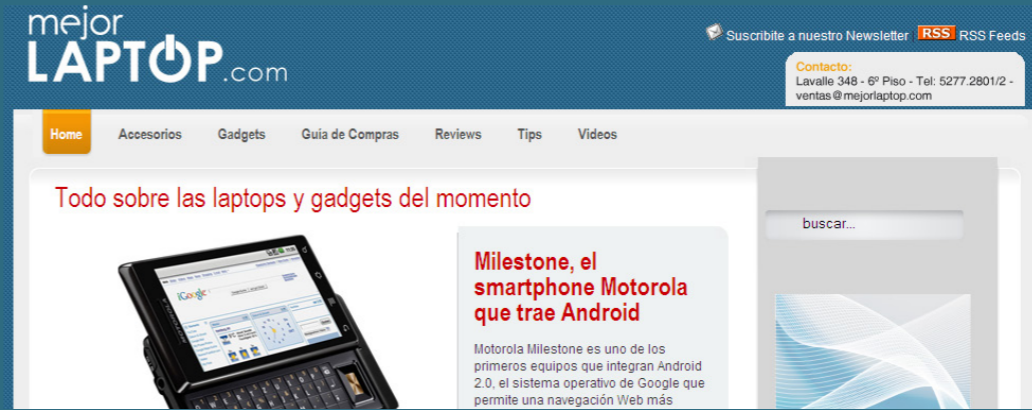 mejor
LAPTOP.com
Suscribite a nuestro Newsletter | RSS RSS Feeds
Contacto:
Lavalle 348 - 6º Piso - Tel: 5277.2801/2 -
ventas@mejorlaptop.com
Home Accesorios Gadgets Guia de Compras Reviews Tips Videos
Todo sobre las laptops y gadgets del momento
buscar...
iGoogle
MOTOROLA
Milestone, el
smartphone Motorola
que trae Android
Motorola Milestone es uno de los
primeros equipos que integran Android
2.0, el sistema operativo de Google que
permite una navegación Web más